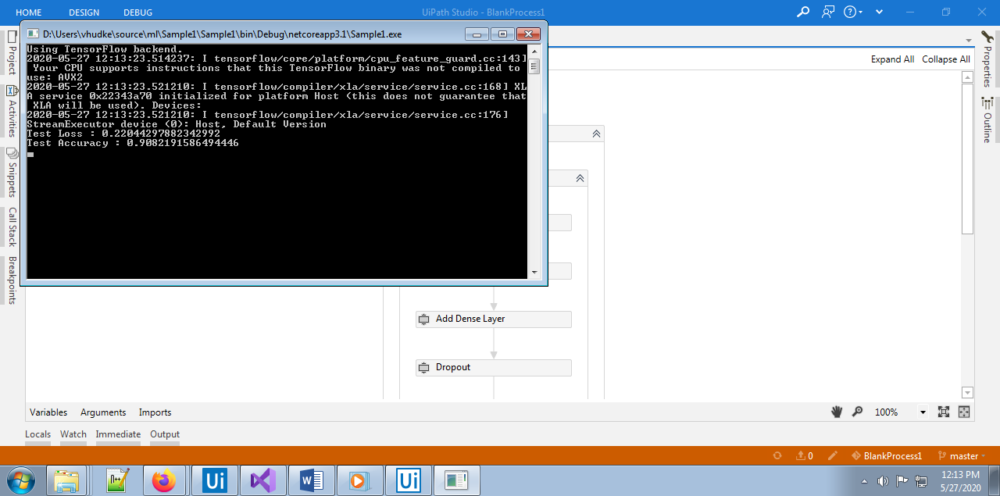 HOME DESIGN DEBUG
UiPath Studio - BlankProcess1
D:\Users\vhudke\source\ml\Sample1\Sample1\bin\Debug\netcoreapp3.1\Sample1.exe
Using TensorFlow backend.
2020-05-27 12:13:23.514237: I tensorflow/core/platform/cpu_feature_guard.cc:143]
Your CPU supports instructions that this TensorFlow binary was not compiled to
use: AVX2
2020-05-27 12:13:23.521210: I tensorflow/compiler/xla/service/service.cc:168] XL
A service 0x22343a70 initialized for platform Host (this does not guarantee that
XLA will be used). Devices:
2020-05-27 12:13:23.521210: I tensorflow/compiler/xla/service/service.cc:176]
StreamExecutor device (0): Host, Default Version
Test Loss : 0.22044297882342992
Test Accuracy : 0.9082191586494446
Project
Activities
Snippets
Call Stack
Breakpoints
Expand All Collapse All
Properties
Outline
Add Dense Layer
Dropout
Variables Arguments Imports
100%
Locals Watch Immediate Output
0 BlankProcess1 master
n++
Ui
W
Ui
12:13 PM
5/27/2020